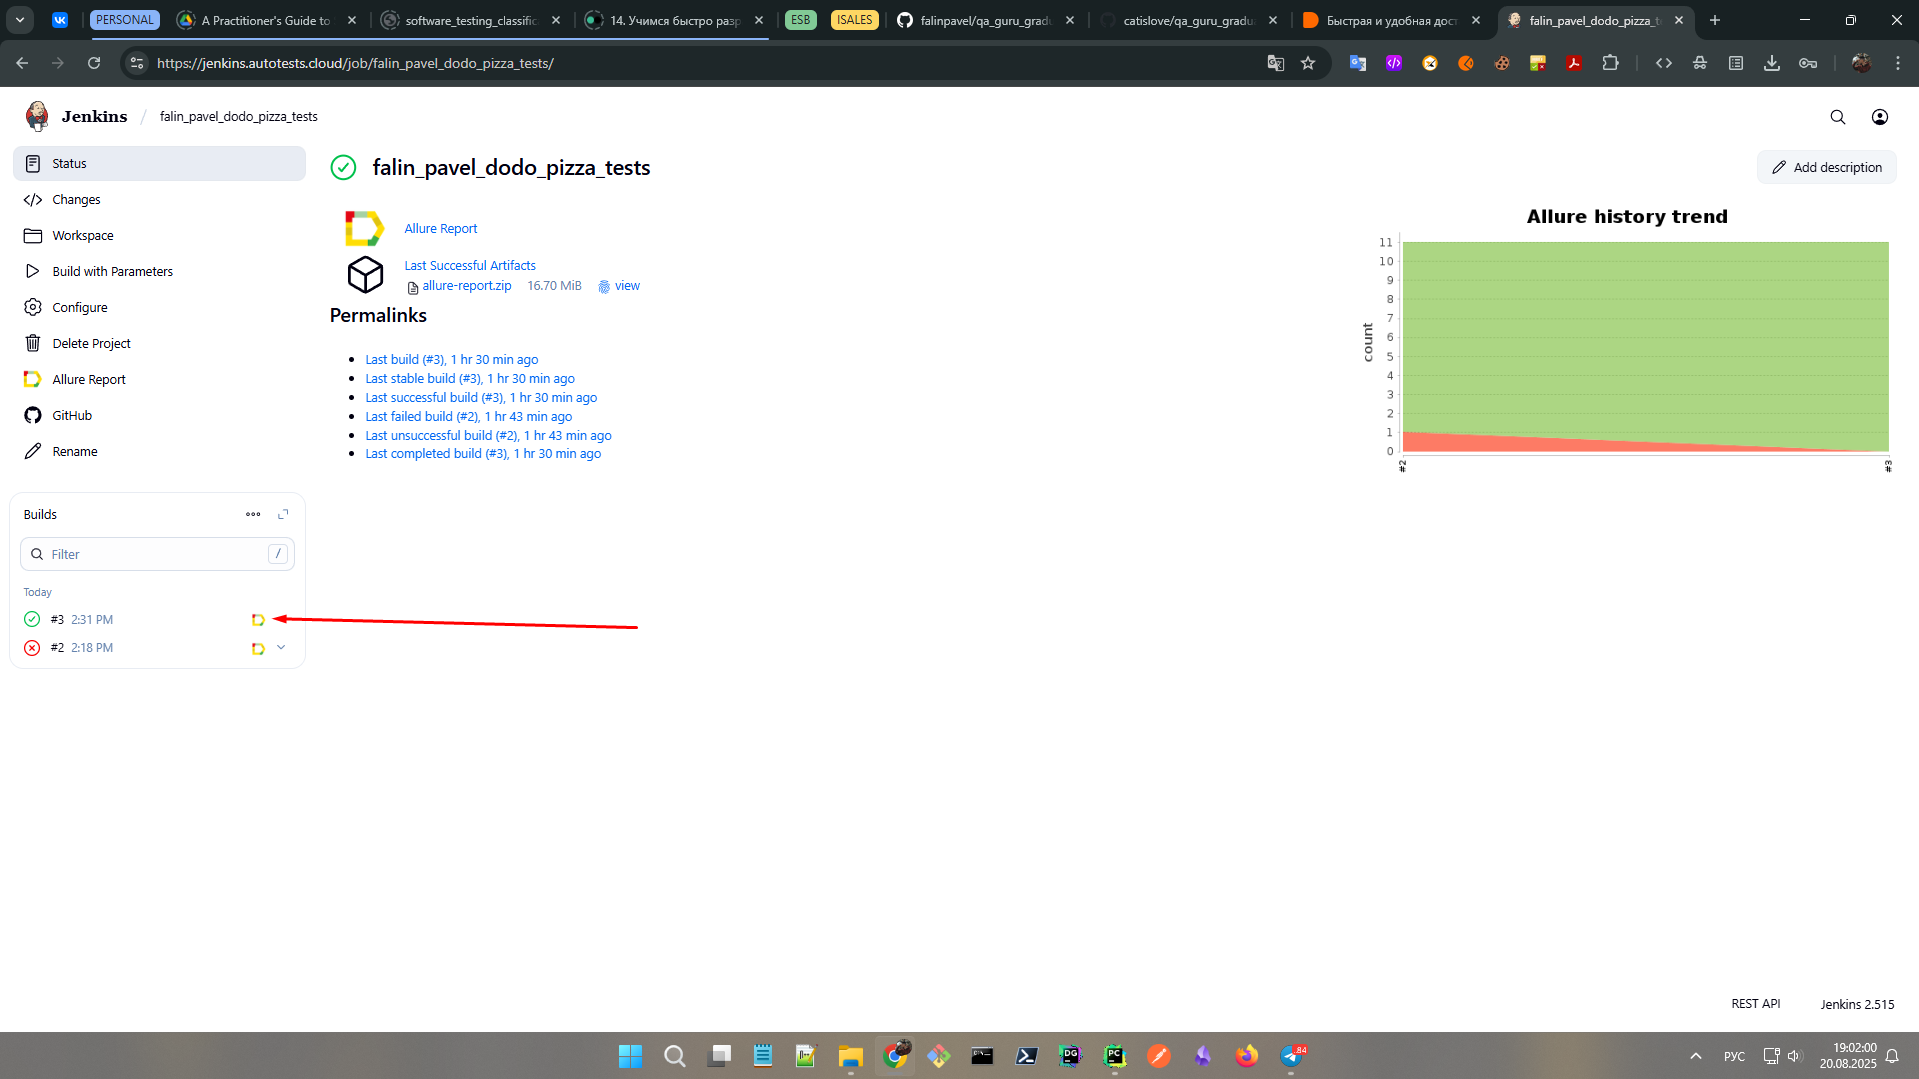 PERSONAL
A Practitioner's Guide to
software_testing_classific
14. Учимся быстро разр
ESB
ISALES
falinpavel/qa_guru_gradu
catislove/qa_guru_gradua
Быстрая и удобная дост
falin_pavel_dodo_pizza_t
https://jenkins.autotests.cloud/job/falin_pavel_dodo_pizza_tests/
Jenkins / falin_pavel_dodo_pizza_tests
Status
Changes
Workspace
Build with Parameters
Configure
Delete Project
Allure Report
GitHub
Rename
Builds
Filter /
Today
#3 2:31 PM
#2 2:18 PM
falin_pavel_dodo_pizza_tests
Add description
Allure Report
Last Successful Artifacts
allure-report.zip 16.70 MiB view
Permalinks
Last build (#3), 1 hr 30 min ago
Last stable build (#3), 1 hr 30 min ago
Last successful build (#3), 1 hr 30 min ago
Last failed build (#2), 1 hr 43 min ago
Last unsuccessful build (#2), 1 hr 43 min ago
Last completed build (#3), 1 hr 30 min ago
Allure history trend
count
11
10
9
8
7
6
5
4
3
2
1
0
#2
#3
REST API
Jenkins 2.515
DG
PC
84
РУС
19:02:00
20.08.2025